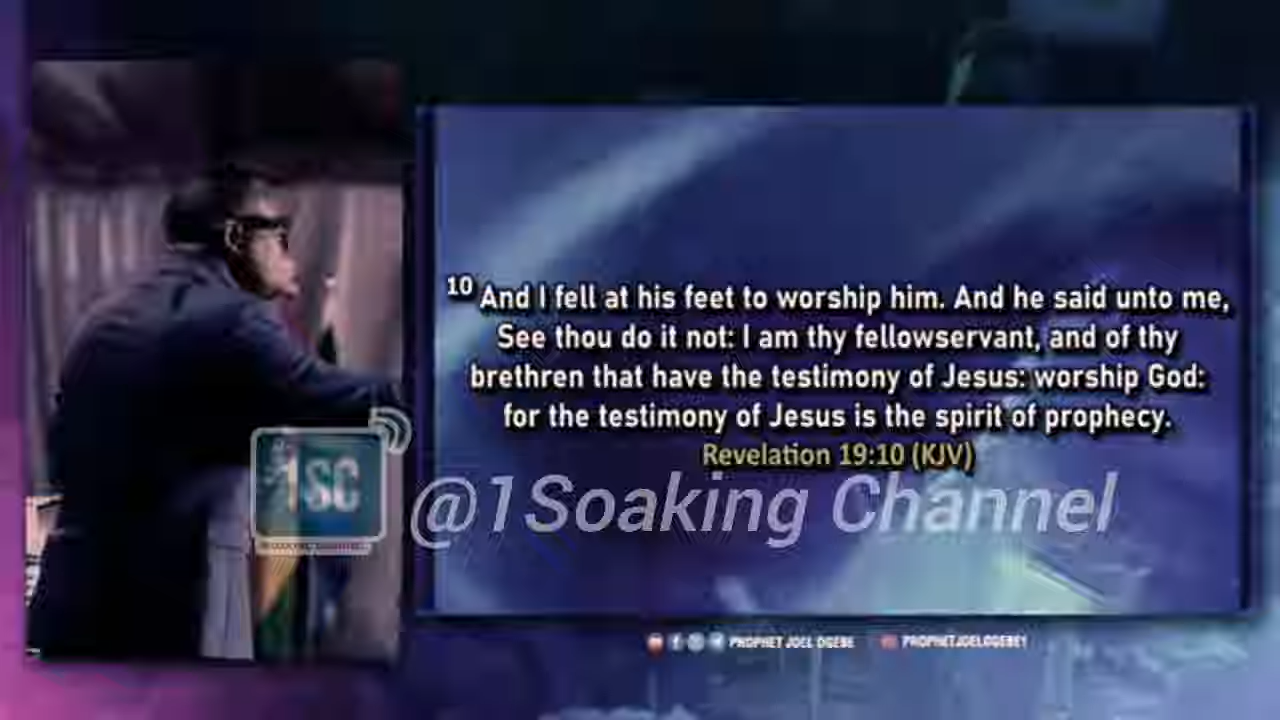 10 And I fell at his feet to worship him. And he said unto me,
See thou do it not: I am thy fellowservant, and of thy
brethren that have the testimony of Jesus: worship God:
for the testimony of Jesus is the spirit of prophecy.
Revelation 19:10 (KJV)
1SC
@1Soaking Channel
PROPHET JOEL OGEBE
PROPHETJOELOGEBE1